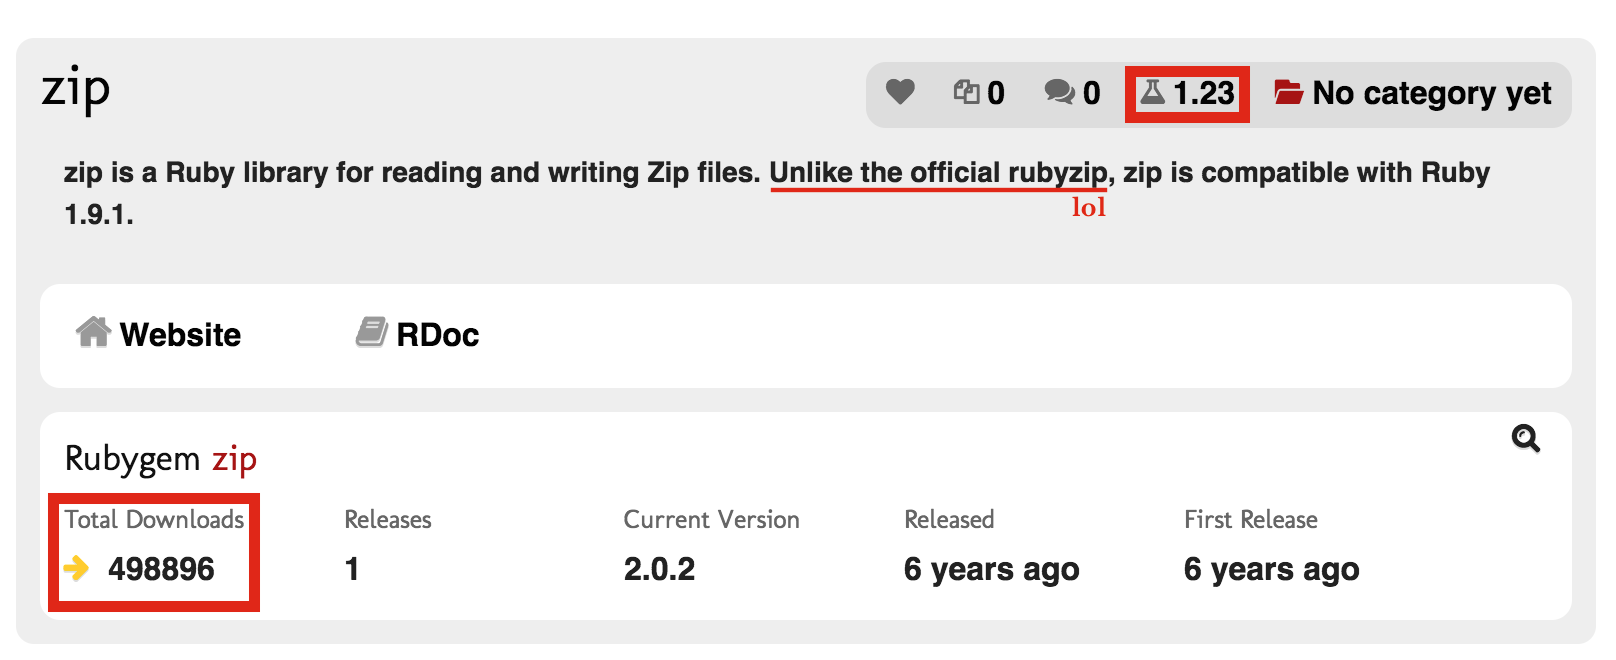 zip
0 0 1.23 No category yet
zip is a Ruby library for reading and writing Zip files. Unlike the official rubyzip, zip is compatible with Ruby
lol
1.9.1.
Website RDoc
Rubygem zip
Total Downloads Releases Current Version Released First Release
498896 1 2.0.2 6 years ago 6 years ago